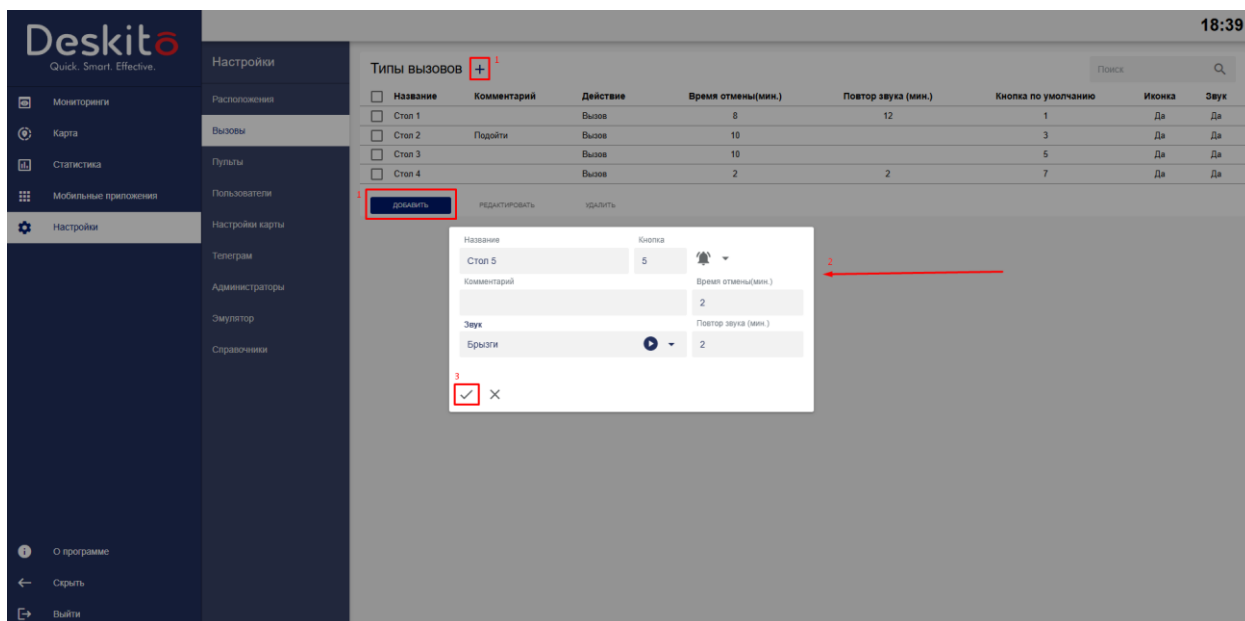 Deskito
Quick. Smart. Effective.
18:39
Мониторинги
Карта
Статистика
Мобильные приложения
Настройки
О программе
Скрыть
Выйти
Настройки
Расположения
Вызовы
Пульты
Пользователи
Настройки карты
Телеграм
Администраторы
Эмулятор
Справочники
Типы вызовов + 1
Поиск
Название Комментарий Действие Время отмены(мин.) Повтор звука (мин.) Кнопка по умолчанию Иконка Звук
Стол 1 Вызов 8 12 1 Да Да
Стол 2 Подойти Вызов 10 3 Да Да
Стол 3 Вызов 10 5 Да Да
Стол 4 Вызов 2 2 7 Да Да
1
ДОБАВИТЬ РЕДАКТИРОВАТЬ УДАЛИТЬ
Название Кнопка
Стол 5 5
2
Комментарий Время отмены(мин.)
2
Звук Повтор звука (мин.)
Брызги 2
3